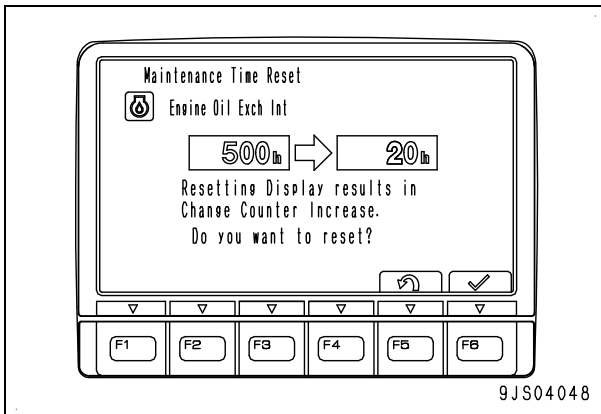 Maintenance Time Reset
Engine Oil Exch Int
500h 20h
Resetting Display results in
Change Counter Increase.
Do you want to reset?
F1 F2 F3 F4 F5 F6
9JS04048